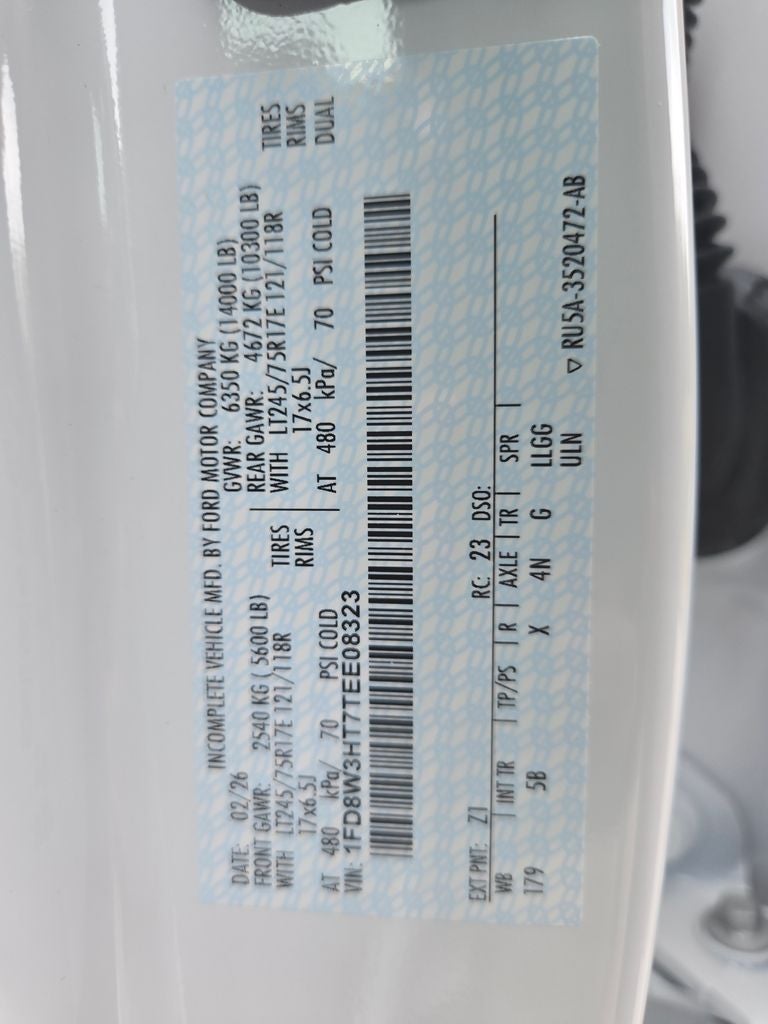 INCOMPLETE VEHICLE MFD. BY FORD MOTOR COMPANY
DATE: 02/26 GVWR: 6350 KG (14000 LB)
FRONT GAWR: 2540 KG ( 5600 LB) REAR GAWR: 4672 KG (10300 LB)
WITH LT245/75R17E 121/118R TIRES WITH LT245/75R17E 121/118R TIRES
17x6.5J RIMS 17x6.5J RIMS
AT 480 kPa/ 70 PSI COLD AT 480 kPa/ 70 PSI COLD DUAL
VIN: 1FD8W3HT7TEE08323
EXT PNT: Z1 RC: 23 DSO:
WB | INT TR | TP/PS | R | AXLE | TR | SPR |
179 5B X 4N G LLGG
ULN ▽ RU5A-3520472-AB